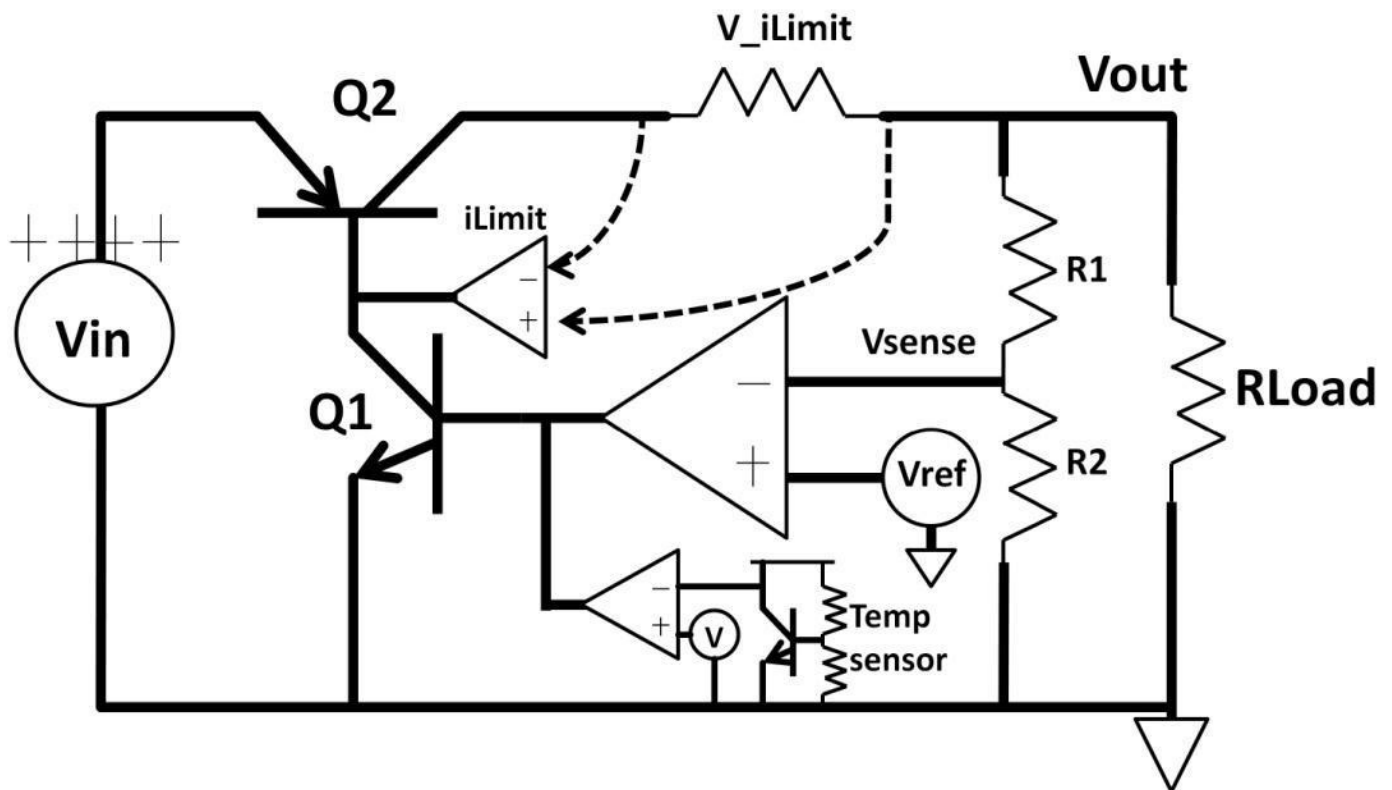 V_iLimit
Vout
Q2
iLimit
−
+
R1
+ + + +
Vin
Vsense
−
RLoad
Q1
+
Vref
R2
−
+
V
Temp
sensor